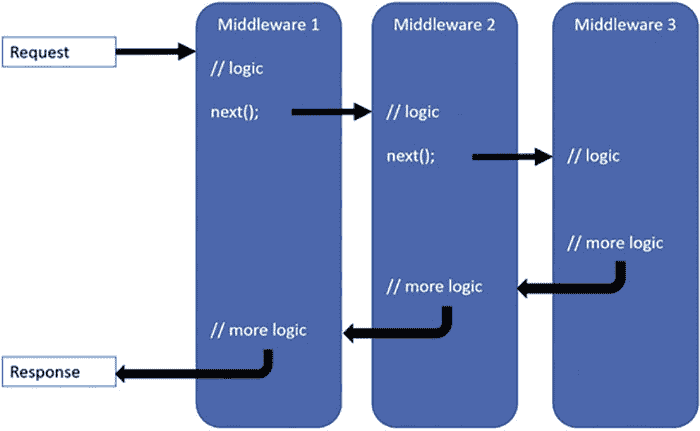 Request
Middleware 1
// logic
next();
// more logic
Middleware 2
// logic
next();
// more logic
Middleware 3
// logic
// more logic
Response